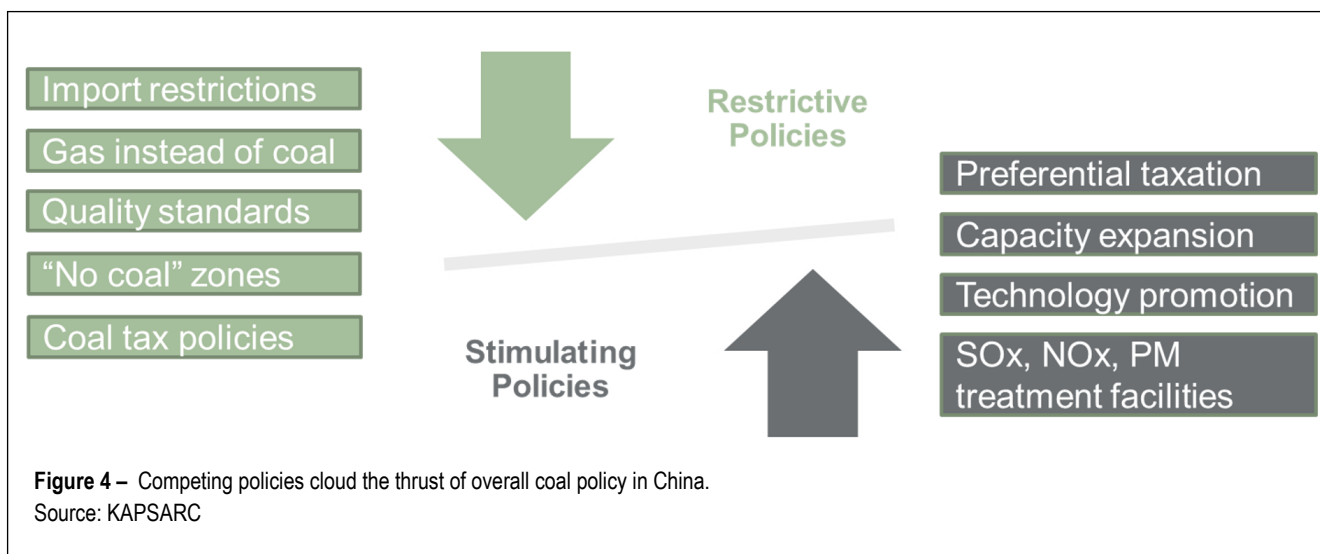 Import restrictions
Gas instead of coal
Quality standards
“No coal” zones
Coal tax policies
Restrictive
Policies
Stimulating
Policies
Preferential taxation
Capacity expansion
Technology promotion
SOx, NOx, PM
treatment facilities
Figure 4 – Competing policies cloud the thrust of overall coal policy in China.
Source: KAPSARC